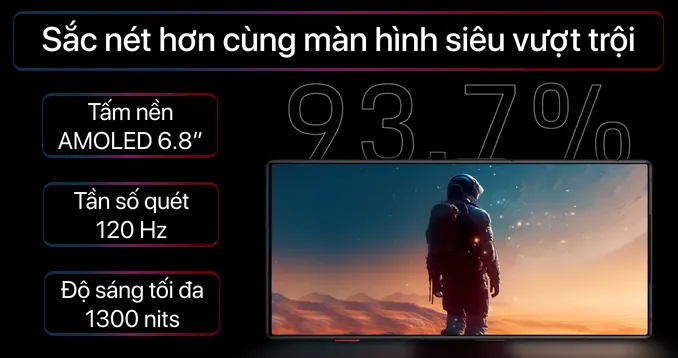 Sắc nét hơn cùng màn hình siêu vượt trội
93.7%
Tấm nền
AMOLED 6.8”
Tần số quét
120 Hz
Độ sáng tối đa
1300 nits